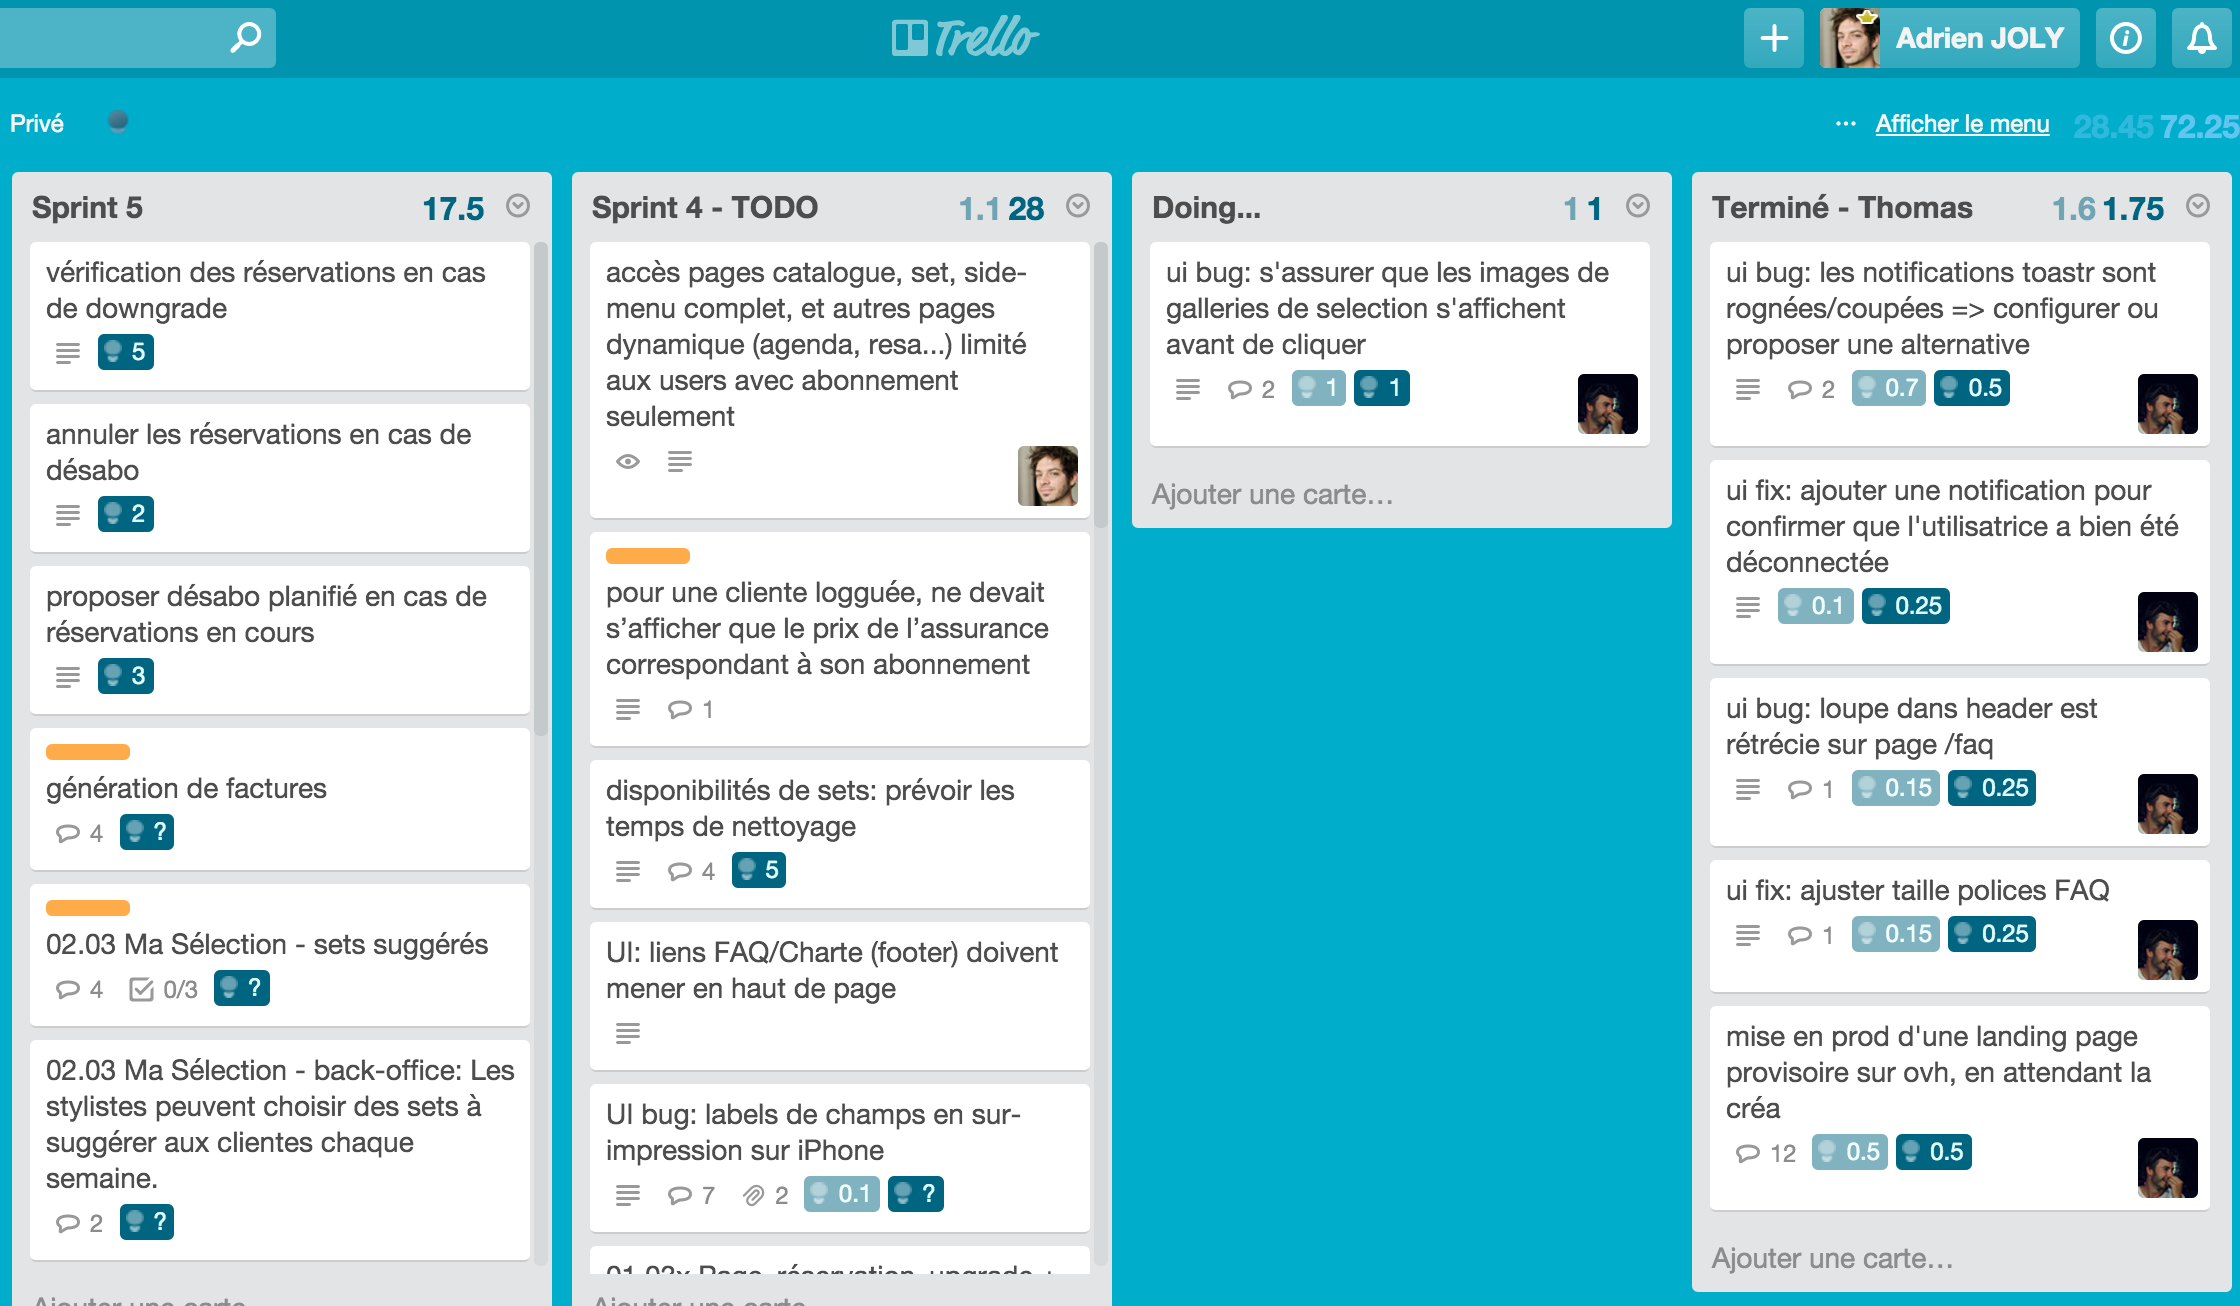 Trello
Adrien JOLY
Privé
... Afficher le menu 28.45 72.25
Sprint 5 17.5
vérification des réservations en cas
de downgrade
5
annuler les réservations en cas de
désabo
2
proposer désabo planifié en cas de
réservations en cours
3
génération de factures
4 ?
02.03 Ma Sélection - sets suggérés
4 0/3 ?
02.03 Ma Sélection - back-office: Les
stylistes peuvent choisir des sets à
suggérer aux clientes chaque
semaine.
2 ?
Ajouter une carte...
Sprint 4 - TODO 1.1 28
accès pages catalogue, set, side-
menu complet, et autres pages
dynamique (agenda, resa...) limité
aux users avec abonnement
seulement
pour une cliente logguée, ne devait
s’afficher que le prix de l’assurance
correspondant à son abonnement
1
disponibilités de sets: prévoir les
temps de nettoyage
4 5
UI: liens FAQ/Charte (footer) doivent
mener en haut de page
UI bug: labels de champs en sur-
impression sur iPhone
7 2 0.1 ?
01.03x Page réservation upgrade +
Ajouter une carte...
Doing... 1 1
ui bug: s'assurer que les images de
galleries de selection s'affichent
avant de cliquer
2 1 1
Ajouter une carte...
Terminé - Thomas 1.6 1.75
ui bug: les notifications toastr sont
rognées/coupées => configurer ou
proposer une alternative
2 0.7 0.5
ui fix: ajouter une notification pour
confirmer que l'utilisatrice a bien été
déconnectée
0.1 0.25
ui bug: loupe dans header est
rétrécie sur page /faq
1 0.15 0.25
ui fix: ajuster taille polices FAQ
1 0.15 0.25
mise en prod d'une landing page
provisoire sur ovh, en attendant la
créa
12 0.5 0.5
Ajouter une carte...